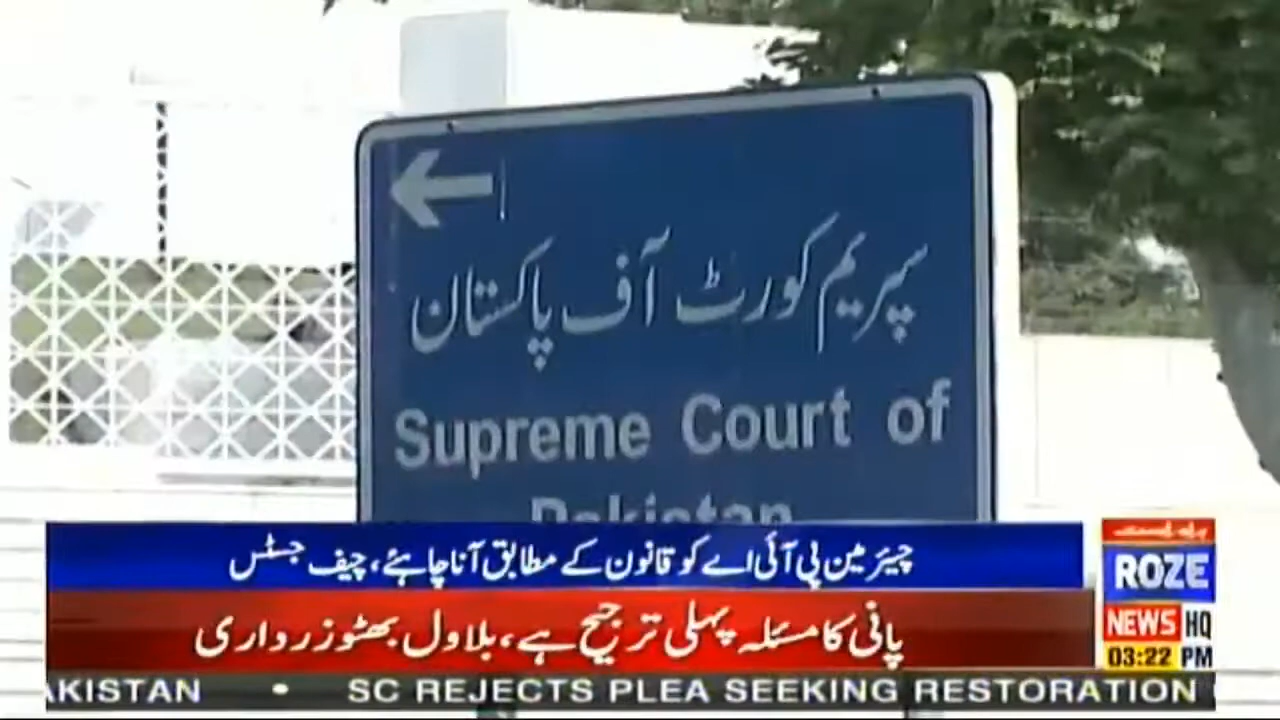 سپریم کورٹ آف پاکستان
Supreme Court of
Pakistan
چیئرمین پی آئی اے کو قانون کے مطابق آنا چاہئے، چیف جسٹس
پانی کا مسئلہ پہلی ترجیح ہے، بلاول بھٹو زرداری
ROZE
NEWS HQ
03:22 PM
AKISTAN • SC REJECTS PLEA SEEKING RESTORATION